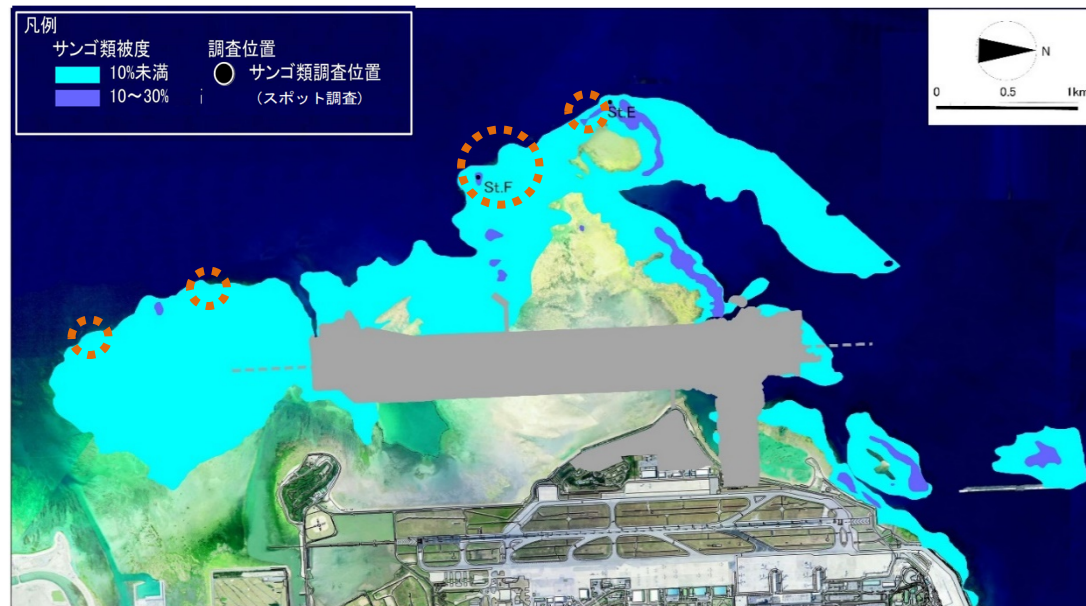 凡例
サンゴ類被度
調査位置
10%未満
サンゴ類調査位置
10～30%
i
(スポット調査)
N
0 0.5 1km
St.E
St.F